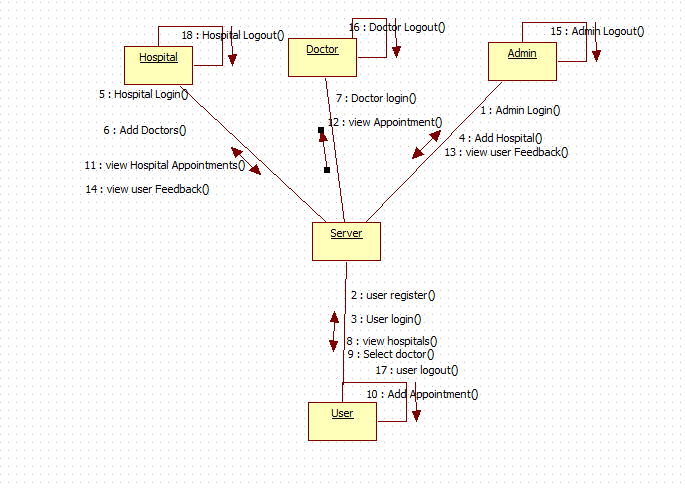 18 : Hospital Logout()
16 : Doctor Logout()
15 : Admin Logout()
Hospital
Doctor
Admin
5 : Hospital Login()
7 : Doctor login()
1 : Admin Login()
6 : Add Doctors()
12 : view Appointment()
4 : Add Hospital()
11 : view Hospital Appointments()
13 : view user Feedback()
14 : view user Feedback()
Server
2 : user register()
3 : User login()
8 : view hospitals()
9 : Select doctor()
17 : user logout()
10 : Add Appointment()
User